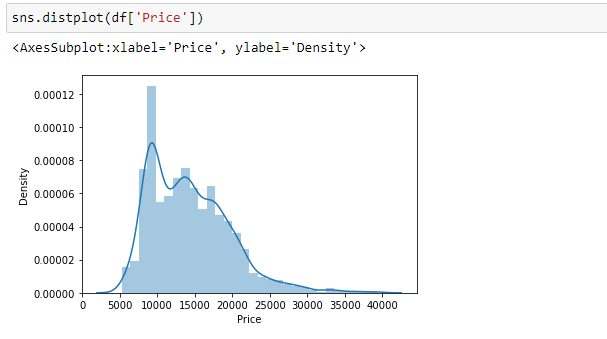 sns.distplot(df['Price'])
<AxesSubplot:xlabel='Price', ylabel='Density'>
0.00012
0.00010
0.00008
0.00006
0.00004
0.00002
0.00000
Density
0 5000 10000 15000 20000 25000 30000 35000 40000
Price